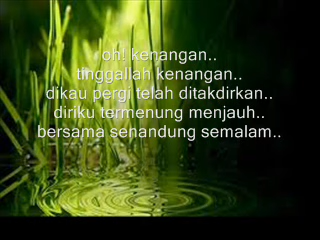 oh! kenangan..
tinggallah kenangan..
dikau pergi telah ditakdirkan..
diriku termenung menjauh..
bersama senandung semalam..